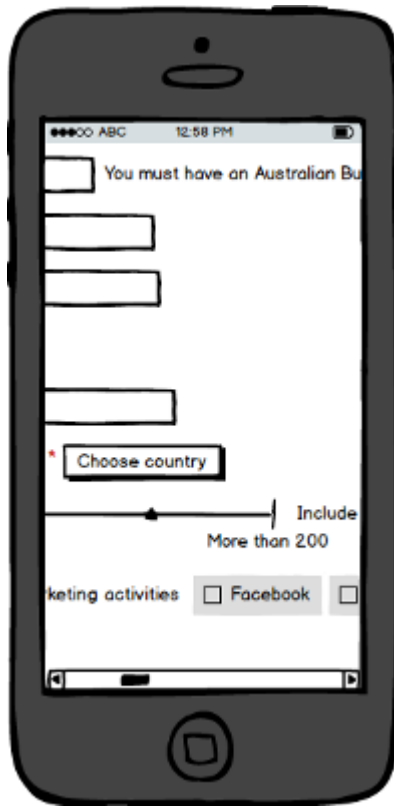 ABC 12:58 PM
You must have an Australian Bu
* Choose country
Include
More than 200
keting activities Facebook